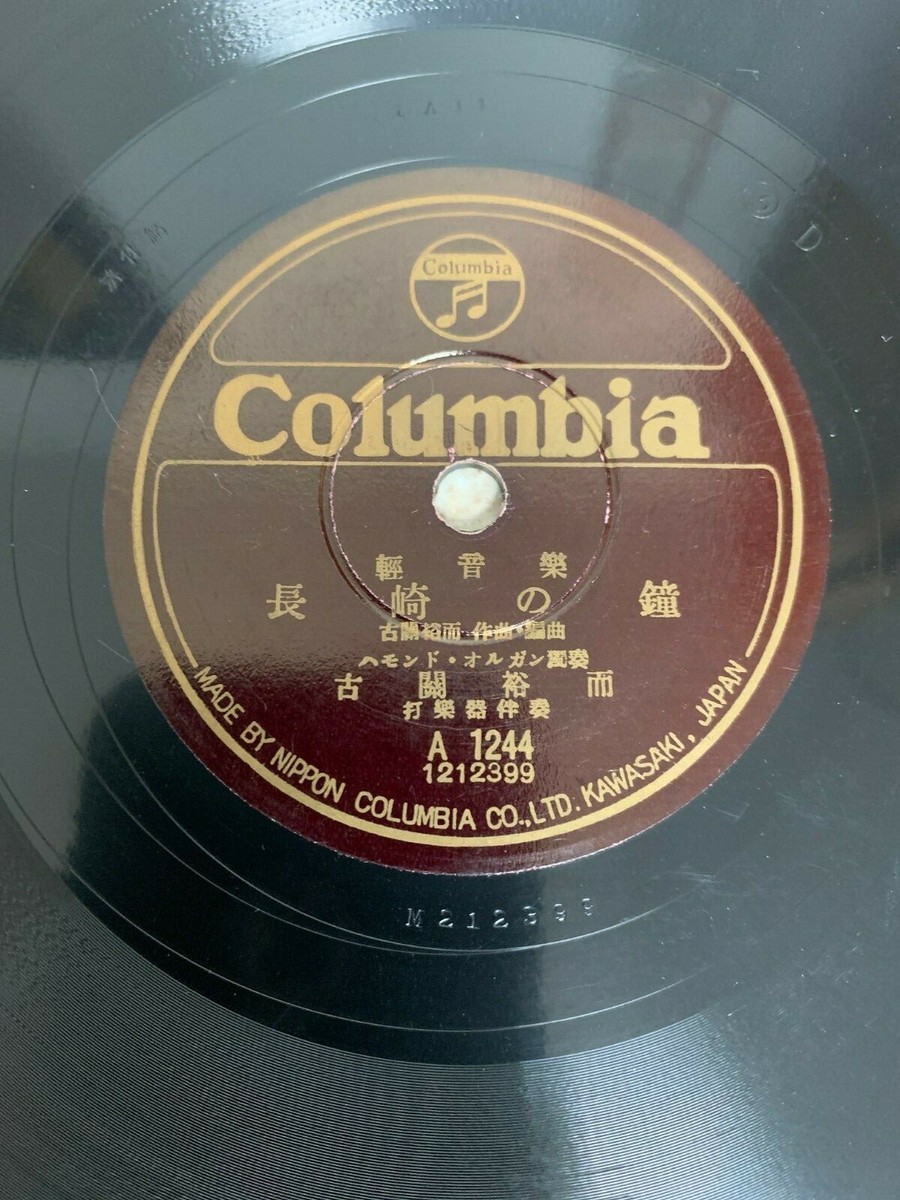 Columbia
Columbia
輕音樂
長崎の鐘
古關裕而 作曲・編曲
ハモンド・オルガン獨奏
古關裕而
打樂器伴奏
A 1244
1212399
MADE BY NIPPON COLUMBIA CO.,LTD. KAWASAKI, JAPAN
M212399
D